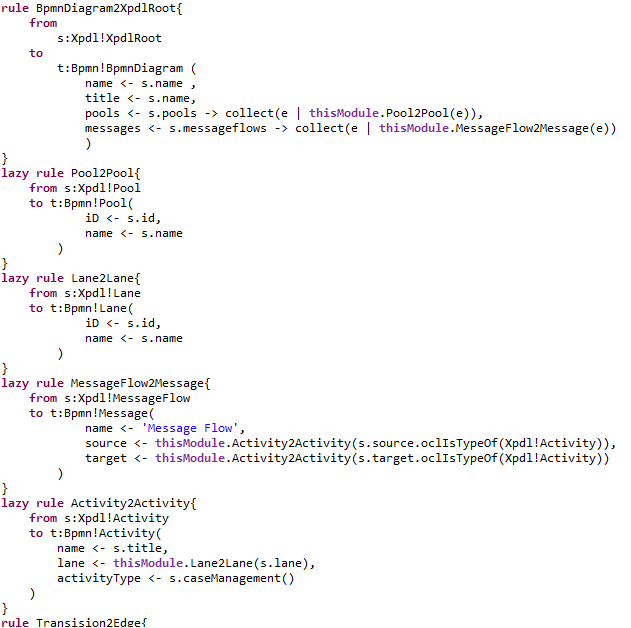 rule BpmnDiagram2XpdlRoot{
    from
        s:Xpdl!XpdlRoot
    to
        t:Bpmn!BpmnDiagram (
            name <- s.name ,
            title <- s.name,
            pools <- s.pools -> collect(e | thisModule.Pool2Pool(e)),
            messages <- s.messageflows -> collect(e | thisModule.MessageFlow2Message(e))
            )
}
lazy rule Pool2Pool{
    from s:Xpdl!Pool
    to t:Bpmn!Pool(
            iD <- s.id,
            name <- s.name
        )
}
lazy rule Lane2Lane{
    from s:Xpdl!Lane
    to t:Bpmn!Lane(
            iD <- s.id,
            name <- s.name
        )
}
lazy rule MessageFlow2Message{
    from s:Xpdl!MessageFlow
    to t:Bpmn!Message(
            name <- 'Message Flow',
            source <- thisModule.Activity2Activity(s.source.oclIsTypeOf(Xpdl!Activity)),
            target <- thisModule.Activity2Activity(s.target.oclIsTypeOf(Xpdl!Activity))
        )
}
lazy rule Activity2Activity{
    from s:Xpdl!Activity
    to t:Bpmn!Activity(
        name <- s.title,
        lane <- thisModule.Lane2Lane(s.lane),
        activityType <- s.caseManagement()
    )
}
rule Transision2Edge{